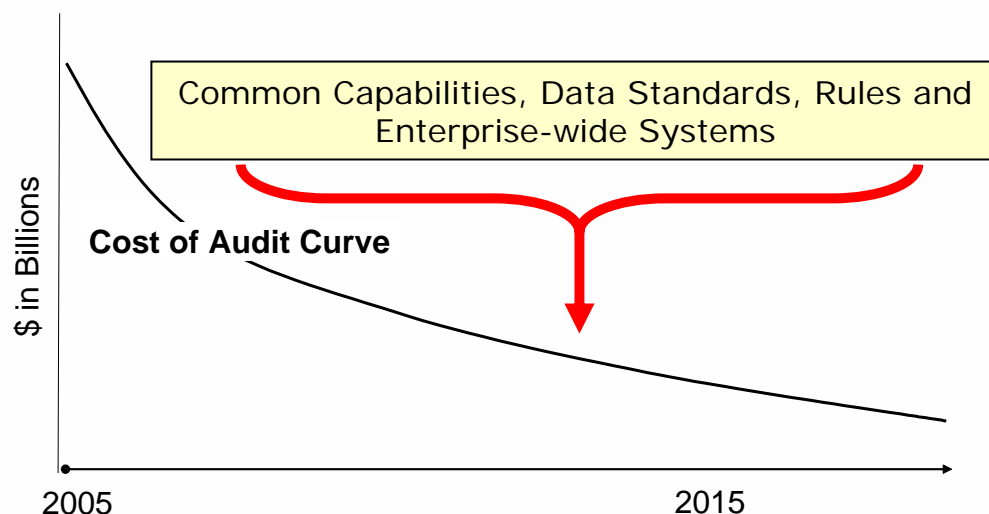 Common Capabilities, Data Standards, Rules and
Enterprise-wide Systems
$ in Billions
Cost of Audit Curve
2005
2015